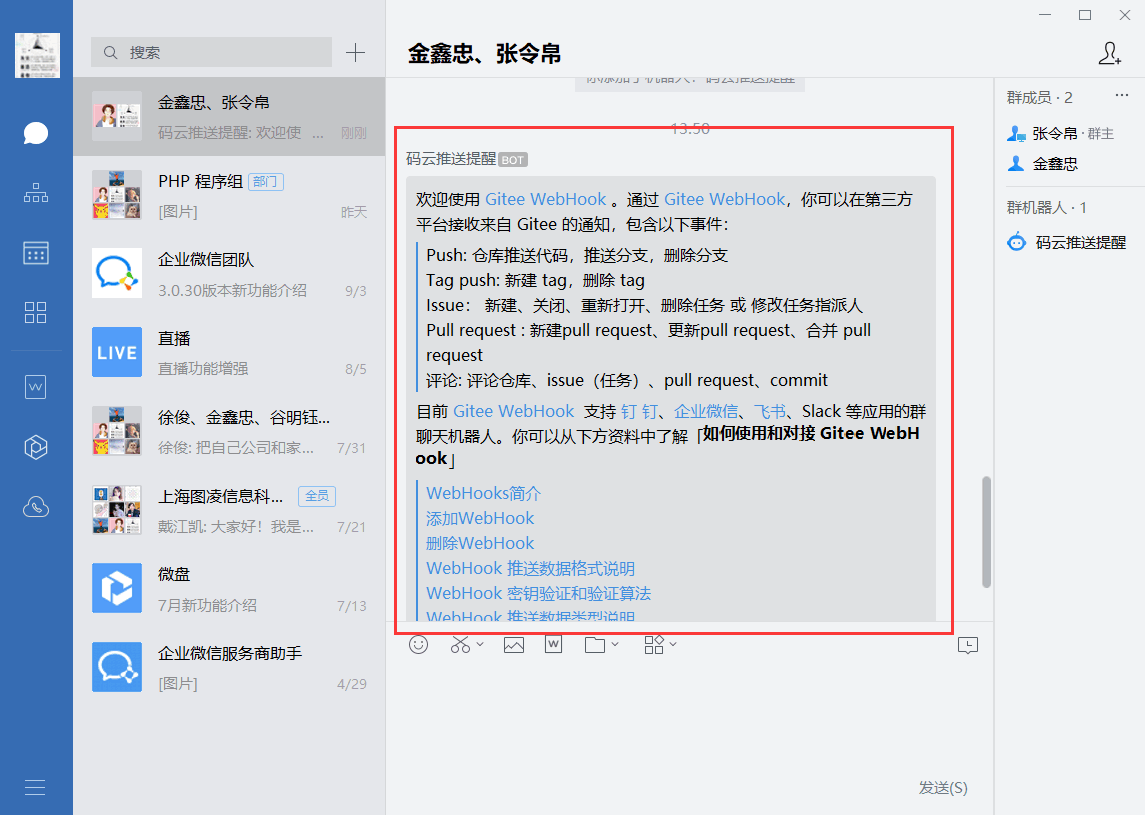 搜索
金鑫忠、张令帛
码云推送提醒: 欢迎使 ...
刚刚
PHP 程序组
部门
[图片]
昨天
企业微信团队
3.0.30版本新功能介绍
9/3
LIVE
直播
直播功能增强
8/5
徐俊、金鑫忠、谷明钰...
徐俊: 把自己公司和家...
7/31
上海图凌信息科...
全员
戴江凯: 大家好！我是...
7/21
微盘
7月新功能介绍
7/13
企业微信服务商助手
[图片]
4/29
金鑫忠、张令帛
你添加了机器人：码云推送提醒
13:50
码云推送提醒 BOT
欢迎使用 Gitee WebHook 。通过 Gitee WebHook，你可以在第三方
平台接收来自 Gitee 的通知，包含以下事件：
Push: 仓库推送代码，推送分支，删除分支
Tag push: 新建 tag，删除 tag
Issue： 新建、关闭、重新打开、删除任务 或 修改任务指派人
Pull request : 新建pull request、更新pull request、合并 pull
request
评论: 评论仓库、issue（任务）、pull request、commit
目前 Gitee WebHook 支持 钉 钉、企业微信、飞书、Slack 等应用的群
聊天机器人。你可以从下方资料中了解「如何使用和对接 Gitee WebH
ook」
WebHooks简介
添加WebHook
删除WebHook
WebHook 推送数据格式说明
WebHook 密钥验证和验证算法
WebHook 推送数据类型说明
发送(S)
群成员 · 2
...
张令帛 · 群主
金鑫忠
群机器人 · 1
码云推送提醒